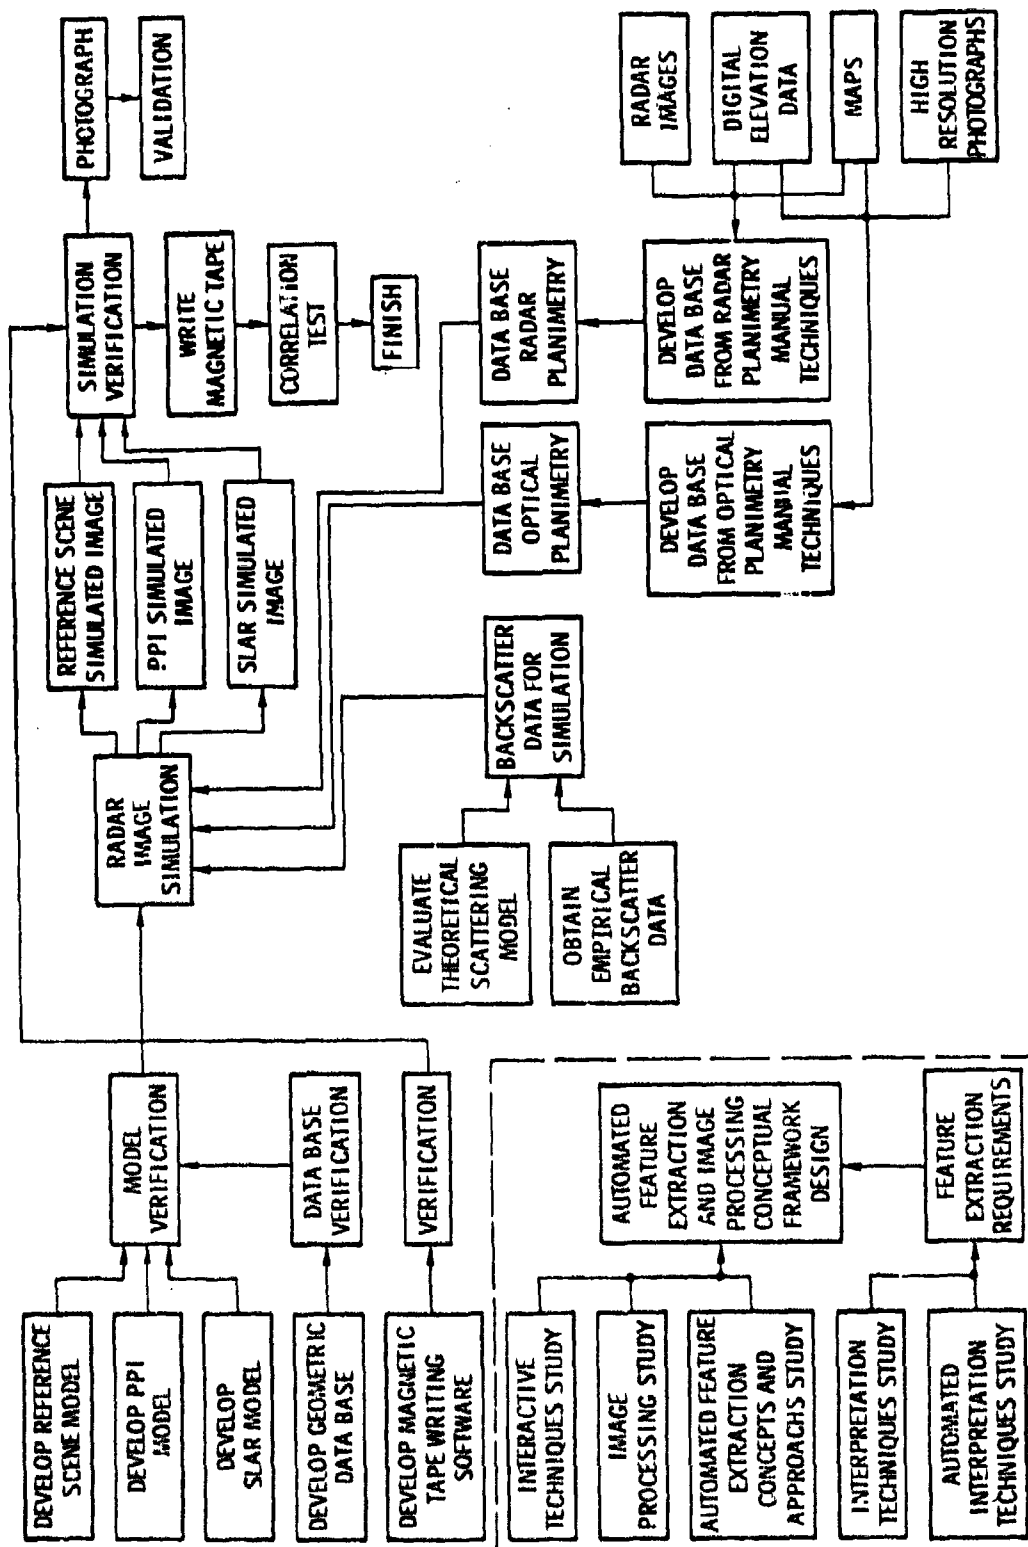 DEVELOP REFERENCE
SCENE MODEL
DEVELOP PPI
MODEL
DEVELOP
SLAR MODEL
DEVELOP GEOMETRIC
DATA BASE
DEVELOP MAGNETIC
TAPE WRITING
SOFTWARE
MODEL
VERIFICATION
DATA BASE
VERIFICATION
VERIFICATION
RADAR
IMAGE
SIMULATION
REFERENCE SCENE
SIMULATED IMAGE
PPI SIMULATED
IMAGE
SLAR SIMULATED
IMAGE
SIMULATION
VERIFICATION
WRITE
MAGNETIC TAPE
CORRELATION
TEST
FINISH
PHOTOGRAPH
VALIDATION
EVALUATE
THEORETICAL
SCATTERING
MODEL
OBTAIN
EMPIRICAL
BACKSCATTER
DATA
BACKSCATTER
DATA FOR
SIMULATION
DATA BASE
OPTICAL
PLANIMETRY
DATA BASE
RADAR
PLANIMETRY
DEVELOP
DATA BASE
FROM OPTICAL
PLANIMETRY
MANUAL
TECHNIQUES
DEVELOP
DATA BASE
FROM RADAR
PLANIMETRY
MANUAL
TECHNIQUES
RADAR
IMAGES
DIGITAL
ELEVATION
DATA
MAPS
HIGH
RESOLUTION
PHOTOGRAPHS
INTERACTIVE
TECHNIQUES STUDY
IMAGE
PROCESSING STUDY
AUTOMATED FEATURE
EXTRACTION
CONCEPTS AND
APPROACHS STUDY
INTERPRETATION
TECHNIQUES STUDY
AUTOMATED
INTERPRETATION
TECHNIQUES STUDY
AUTOMATED
FEATURE
EXTRACTION
AND IMAGE
PROCESSING
CONCEPTUAL
FRAMEWORK
DESIGN
FEATURE
EXTRACTION
REQUIREMENTS